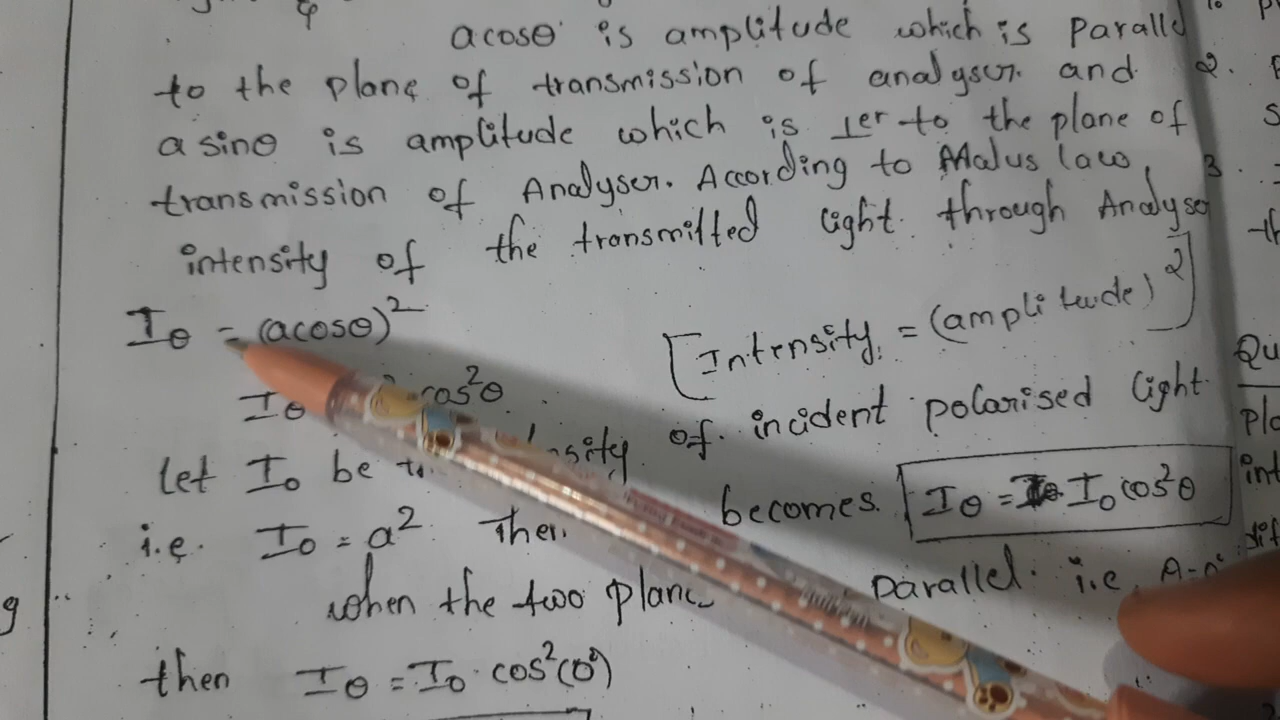 acosθ is amplitude which is parallel
to the plane of transmission of analyser and
a sinθ is amplitude which is ⊥er to the plane of
transmission of Analyser. According to Malus law,
intensity of the transmitted light through Analyser
Iθ = (acosθ)² [Intensity = (amplitude)²]
Iθ cos²θ
Let I₀ be of incident polarised light
i.e. I₀ = a² Then becomes Iθ = I₀ cos²θ
when the two plane parallel i.e.
then Iθ = I₀ · cos²(0°)
2.
3.